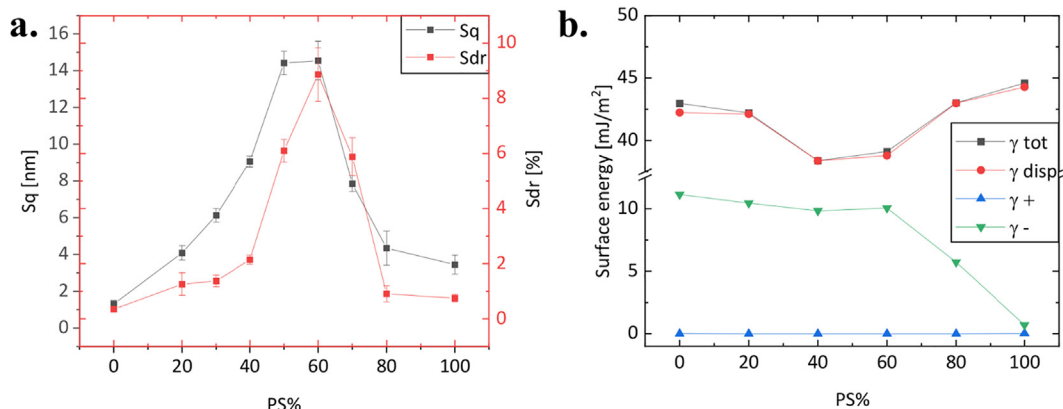 a.
Sq
Sdr
16
14
12
10
8
6
4
2
0
Sq [nm]
10
8
6
4
2
0
Sdr [%]
0 20 40 60 80 100
PS%
b.
50
45
40
10
5
0
Surface energy [mJ/m²]
γ tot
γ disp
γ +
γ -
0 20 40 60 80 100
PS%